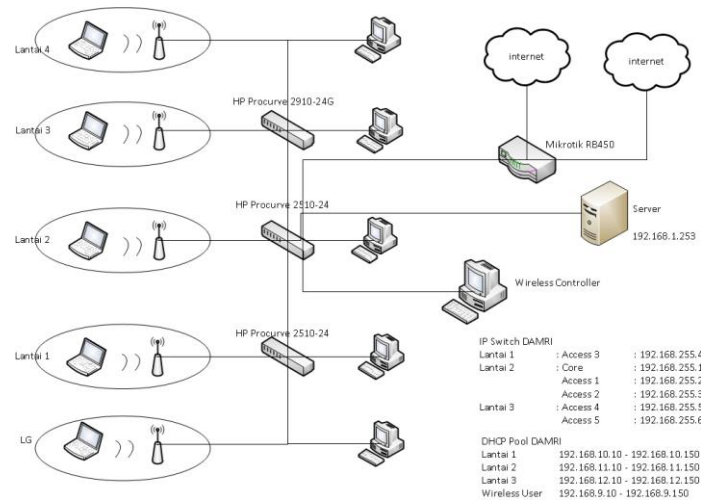 Lantai 4
internet
internet
HP Procurve 2910-24G
Lantai 3
Mikrotik RB450
HP Procurve 2510-24
Server
192.168.1.253
Lantai 2
Wireless Controller
HP Procurve 2510-24
Lantai 1
LG
IP Switch DAMRI
Lantai 1 : Access 3 : 192.168.255.4
Lantai 2 : Core : 192.168.255.1
Access 1 : 192.168.255.2
Access 2 : 192.168.255.3
Lantai 3 : Access 4 : 192.168.255.5
Access 5 : 192.168.255.6
DHCP Pool DAMRI
Lantai 1 192.168.10.10 - 192.168.10.150
Lantai 2 192.168.11.10 - 192.168.11.150
Lantai 3 192.168.12.10 - 192.168.12.150
Wireless User 192.168.9.10 - 192.168.9.150